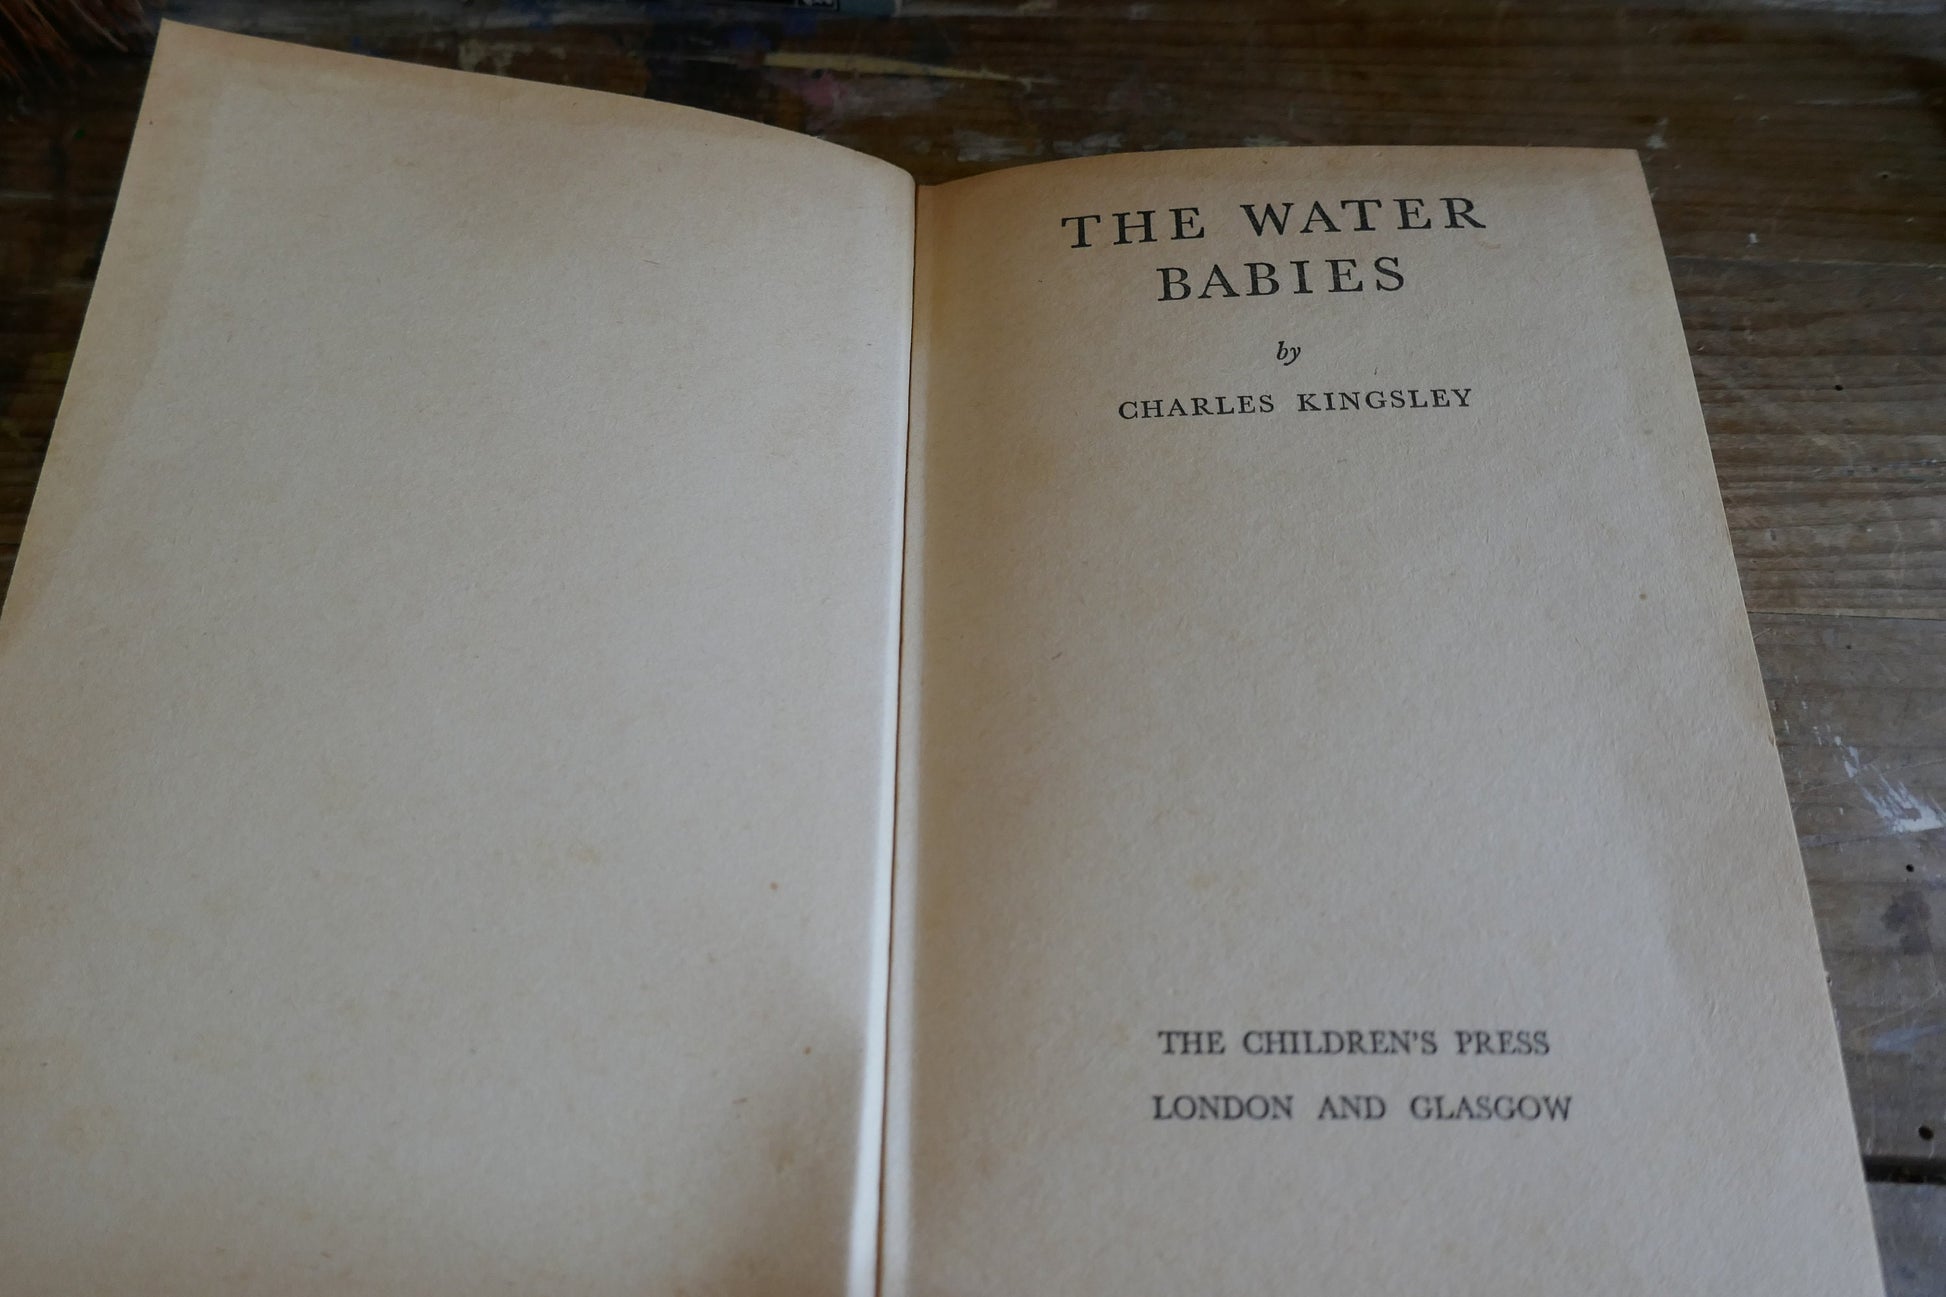 THE WATER
BABIES
by
CHARLES KINGSLEY
THE CHILDREN'S PRESS
LONDON AND GLASGOW